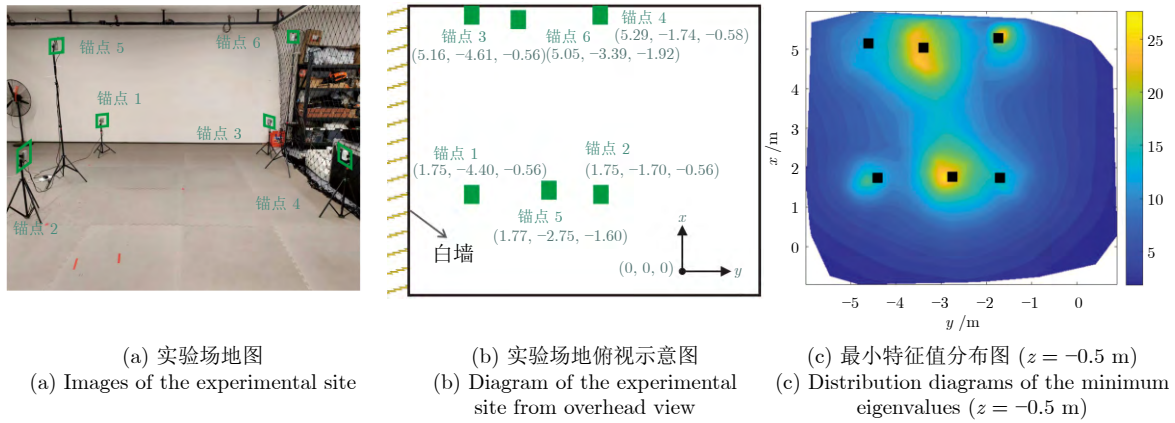 锚点 5
锚点 6
锚点 1
锚点 3
锚点 4
锚点 2
锚点 4
(5.29, −1.74, −0.58)
锚点 3
锚点 6
(5.16, −4.61, −0.56)
(5.05, −3.39, −1.92)
锚点 1
锚点 2
(1.75, −4.40, −0.56)
(1.75, −1.70, −0.56)
锚点 5
(1.77, −2.75, −1.60)
白墙
x
(0, 0, 0)
y
5
4
3
2
1
0
x /m
−5
−4
−3
−2
−1
0
y /m
25
20
15
10
5
(a) 实验场地图
(a) Images of the experimental site
(b) 实验场地俯视示意图
(b) Diagram of the experimental
site from overhead view
(c) 最小特征值分布图 (z = −0.5 m)
(c) Distribution diagrams of the minimum
eigenvalues (z = −0.5 m)